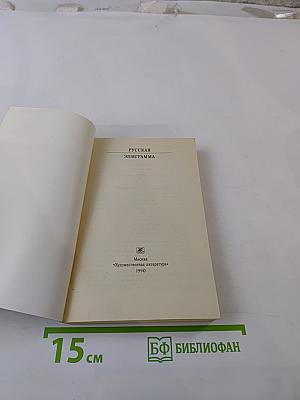 РУССКАЯ
ЭПИГРАММА
Москва
«Художественная литература»
1990
15 см
БФ БИБЛИОФАН